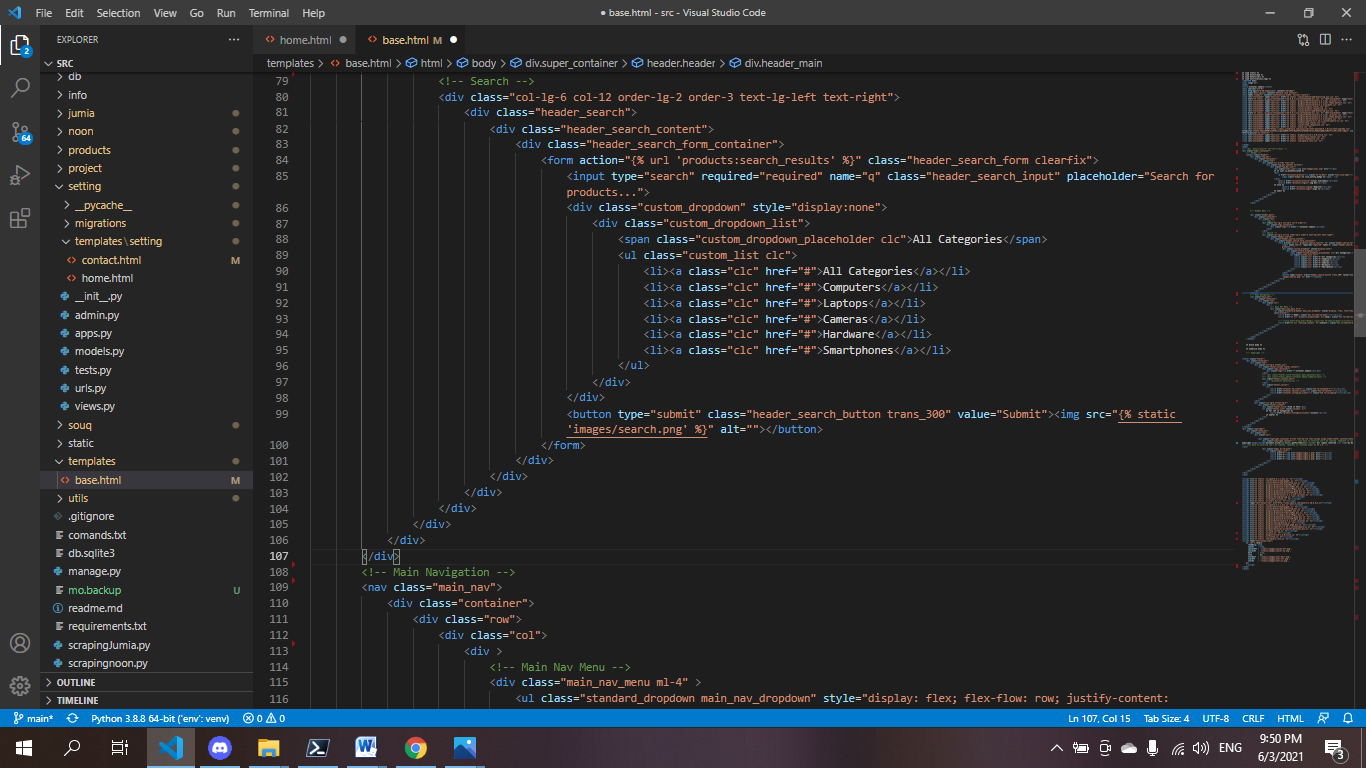 File Edit Selection View Go Run Terminal Help
● base.html - src - Visual Studio Code
EXPLORER ···
home.html ●
base.html M ●
templates > base.html > html > body > div.super_container > header.header > div.header_main
SRC
db
info
jumia
noon
products
project
setting
__pycache__
migrations
templates\setting
contact.html M
home.html
__init__.py
admin.py
apps.py
models.py
tests.py
urls.py
views.py
souq
static
templates
base.html M
utils
.gitignore
comands.txt
db.sqlite3
manage.py
mo.backup U
readme.md
requirements.txt
scrapingJumia.py
scrapingnoon.py
OUTLINE
TIMELINE
2
64
79 <!-- Search -->
80 <div class="col-lg-6 col-12 order-lg-2 order-3 text-lg-left text-right">
81 <div class="header_search">
82 <div class="header_search_content">
83 <div class="header_search_form_container">
84 <form action="{% url 'products:search_results' %}" class="header_search_form clearfix">
85 <input type="search" required="required" name="q" class="header_search_input" placeholder="Search for
products...">
86 <div class="custom_dropdown" style="display:none">
87 <div class="custom_dropdown_list">
88 <span class="custom_dropdown_placeholder clc">All Categories</span>
89 <ul class="custom_list clc">
90 <li><a class="clc" href="#">All Categories</a></li>
91 <li><a class="clc" href="#">Computers</a></li>
92 <li><a class="clc" href="#">Laptops</a></li>
93 <li><a class="clc" href="#">Cameras</a></li>
94 <li><a class="clc" href="#">Hardware</a></li>
95 <li><a class="clc" href="#">Smartphones</a></li>
96 </ul>
97 </div>
98 </div>
99 <button type="submit" class="header_search_button trans_300" value="Submit"><img src="{% static
'images/search.png' %}" alt=""></button>
100 </form>
101 </div>
102 </div>
103 </div>
104 </div>
105 </div>
106 </div>
107 </div>
108 <!-- Main Navigation -->
109 <nav class="main_nav">
110 <div class="container">
111 <div class="row">
112 <div class="col">
113 <div >
114 <!-- Main Nav Menu -->
115 <div class="main_nav_menu ml-4" >
116 <ul class="standard_dropdown main_nav_dropdown" style="display: flex; flex-flow: row; justify-content:
main* Python 3.8.8 64-bit ('env': venv) 0 0
Ln 107, Col 15 Tab Size: 4 UTF-8 CRLF HTML
ENG
9:50 PM
6/3/2021
3